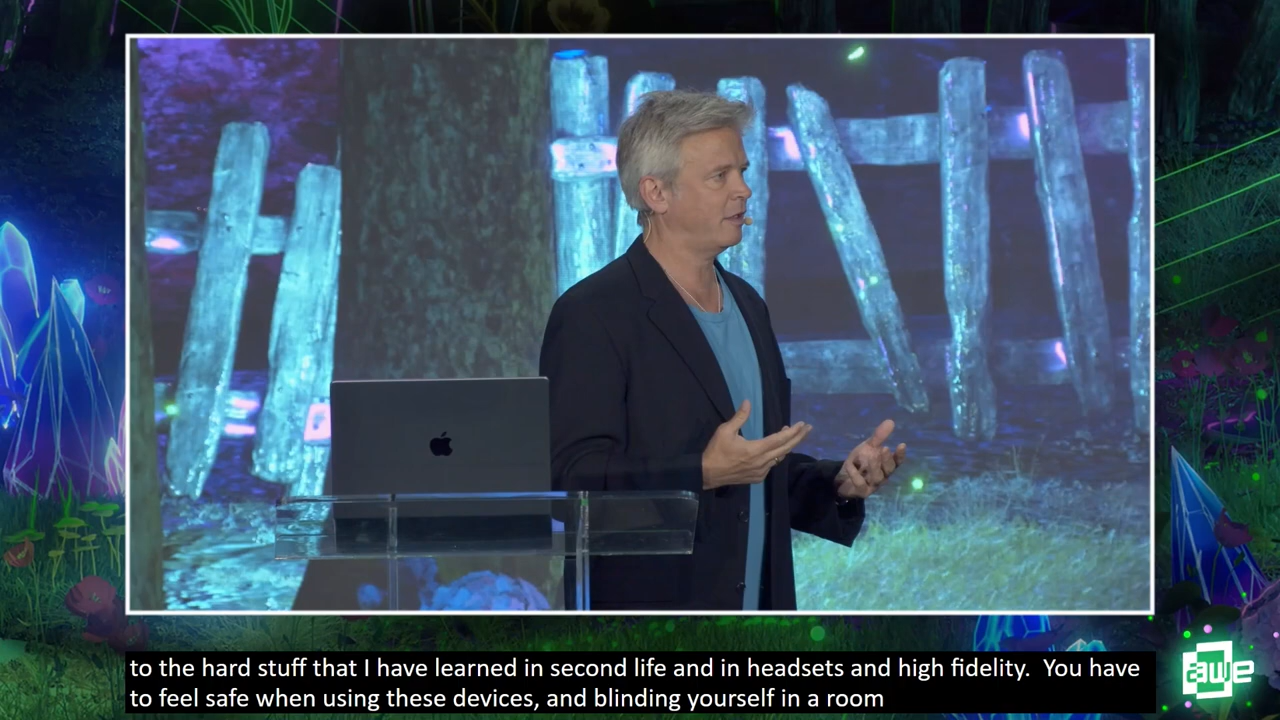 to the hard stuff that I have learned in second life and in headsets and high fidelity.  You have
to feel safe when using these devices, and blinding yourself in a room
awe